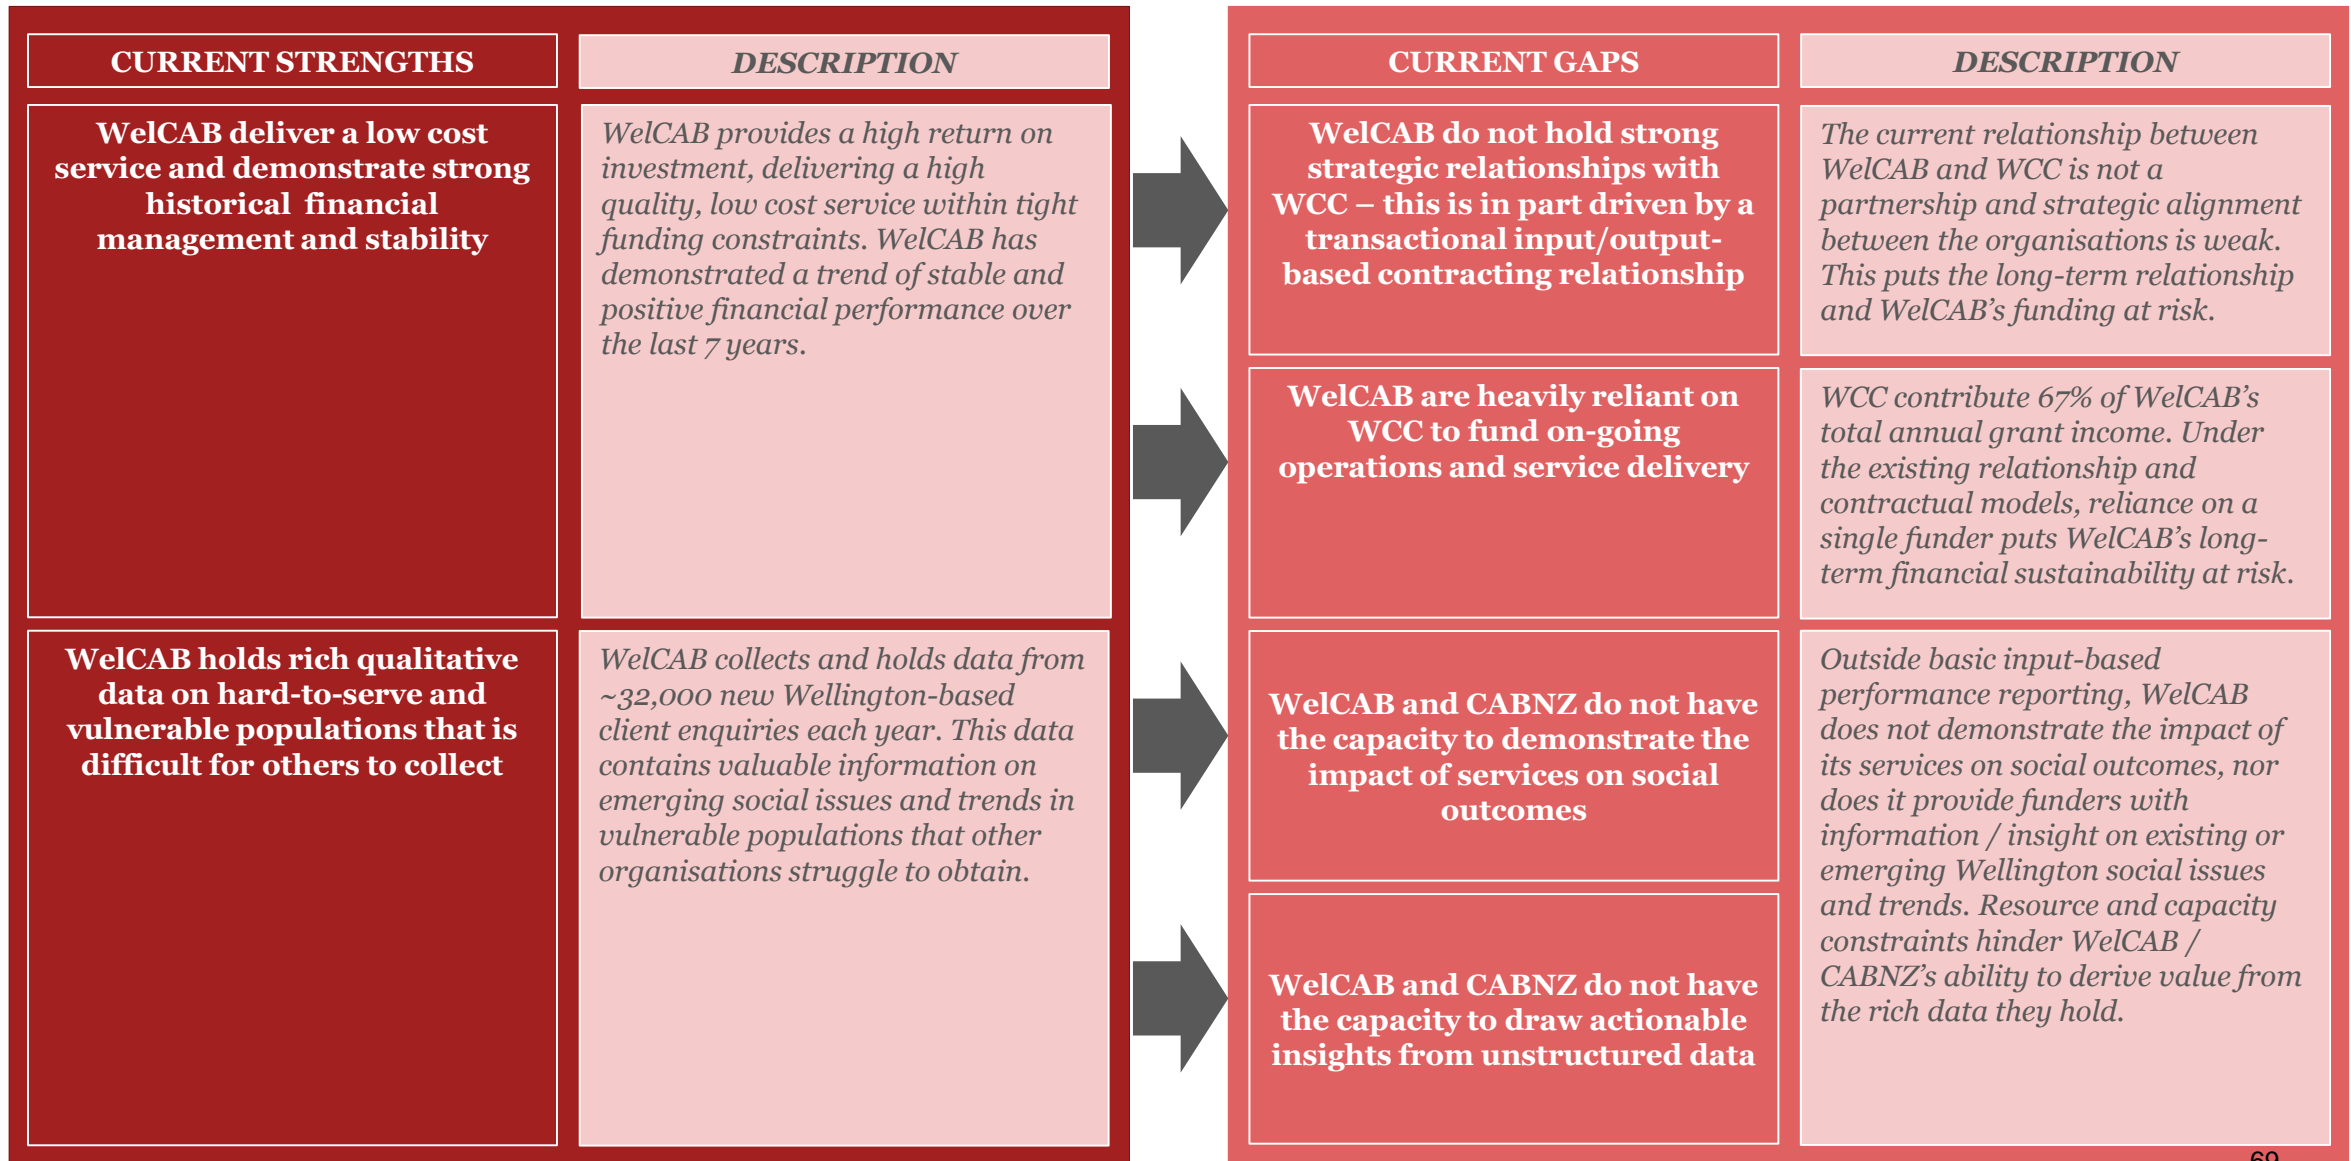 CURRENT STRENGTHS
DESCRIPTION
WelCAB deliver a low cost
service and demonstrate strong
historical financial
management and stability
WelCAB provides a high return on
investment, delivering a high
quality, low cost service within tight
funding constraints. WelCAB has
demonstrated a trend of stable and
positive financial performance over
the last 7 years.
WelCAB holds rich qualitative
data on hard-to-serve and
vulnerable populations that is
difficult for others to collect
WelCAB collects and holds data from
~32,000 new Wellington-based
client enquiries each year. This data
contains valuable information on
emerging social issues and trends in
vulnerable populations that other
organisations struggle to obtain.
CURRENT GAPS
DESCRIPTION
WelCAB do not hold strong
strategic relationships with
WCC – this is in part driven by a
transactional input/output-
based contracting relationship
The current relationship between
WelCAB and WCC is not a
partnership and strategic alignment
between the organisations is weak.
This puts the long-term relationship
and WelCAB’s funding at risk.
WelCAB are heavily reliant on
WCC to fund on-going
operations and service delivery
WCC contribute 67% of WelCAB’s
total annual grant income. Under
the existing relationship and
contractual models, reliance on a
single funder puts WelCAB’s long-
term financial sustainability at risk.
WelCAB and CABNZ do not have
the capacity to demonstrate the
impact of services on social
outcomes
WelCAB and CABNZ do not have
the capacity to draw actionable
insights from unstructured data
Outside basic input-based
performance reporting, WelCAB
does not demonstrate the impact of
its services on social outcomes, nor
does it provide funders with
information / insight on existing or
emerging Wellington social issues
and trends. Resource and capacity
constraints hinder WelCAB /
CABNZ’s ability to derive value from
the rich data they hold.
69